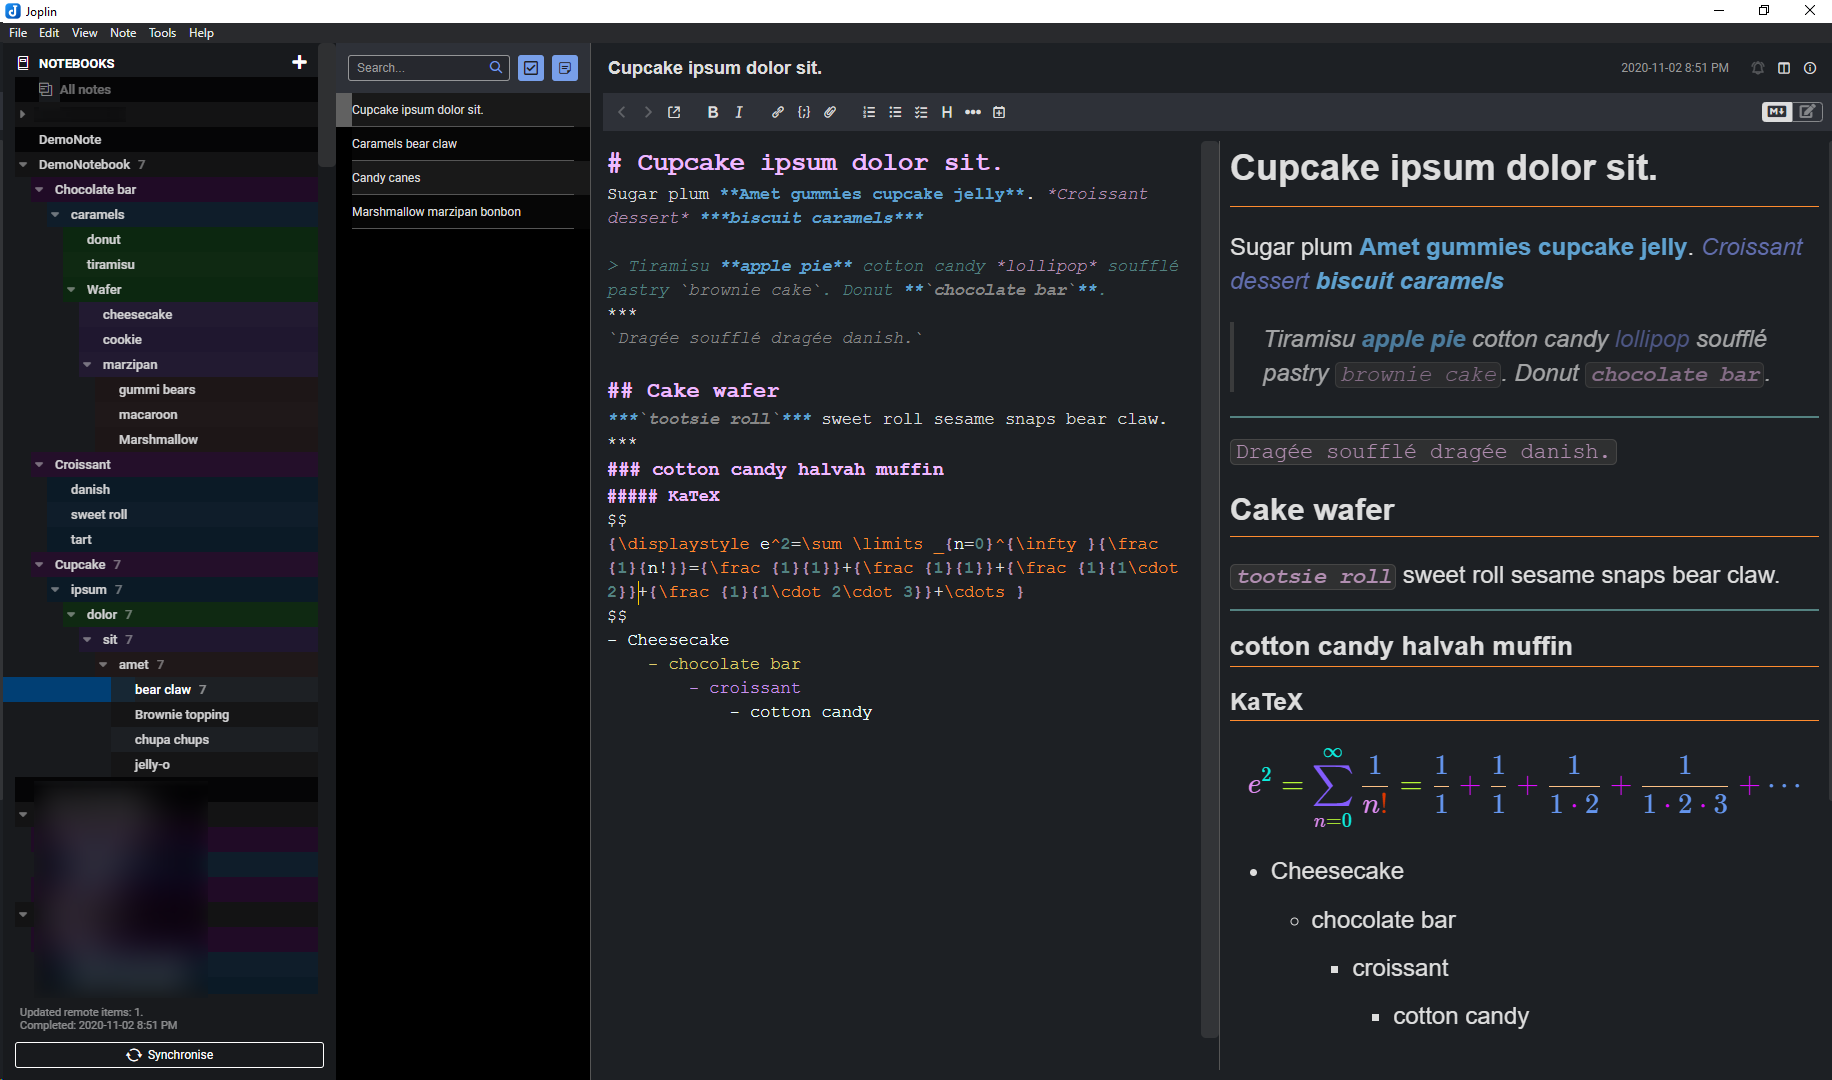 Joplin
File Edit View Note Tools Help
NOTEBOOKS
All notes
DemoNote
DemoNotebook 7
Chocolate bar
caramels
donut
tiramisu
Wafer
cheesecake
cookie
marzipan
gummi bears
macaroon
Marshmallow
Croissant
danish
sweet roll
tart
Cupcake 7
ipsum 7
dolor 7
sit 7
amet 7
bear claw 7
Brownie topping
chupa chups
jelly-o
Updated remote items: 1.
Completed: 2020-11-02 8:51 PM
Synchronise
Search...
Cupcake ipsum dolor sit.
Caramels bear claw
Candy canes
Marshmallow marzipan bonbon
Cupcake ipsum dolor sit.
2020-11-02 8:51 PM
B I {;} H
M
# Cupcake ipsum dolor sit.
Sugar plum **Amet gummies cupcake jelly**. *Croissant
dessert* ***biscuit caramels***
> Tiramisu **apple pie** cotton candy *lollipop* soufflé
pastry `brownie cake`. Donut **`chocolate bar`**.
***
`Dragée soufflé dragée danish.`
## Cake wafer
***`tootsie roll`*** sweet roll sesame snaps bear claw.
***
### cotton candy halvah muffin
##### KaTeX
$$
{\displaystyle e^2=\sum \limits _{n=0}^{\infty }{\frac
{1}{n!}}={\frac {1}{1}}+{\frac {1}{1}}+{\frac {1}{1\cdot
2}}+{\frac {1}{1\cdot 2\cdot 3}}+\cdots }
$$
- Cheesecake
- chocolate bar
- croissant
- cotton candy
Cupcake ipsum dolor sit.
Sugar plum Amet gummies cupcake jelly. Croissant
dessert biscuit caramels
Tiramisu apple pie cotton candy lollipop soufflé
pastry brownie cake. Donut chocolate bar.
Dragée soufflé dragée danish.
Cake wafer
tootsie roll sweet roll sesame snaps bear claw.
cotton candy halvah muffin
KaTeX
e² = ∑ n=0 ∞ 1/n! = 1/1 + 1/1 + 1/1·2 + 1/1·2·3 + ···
• Cheesecake
◦ chocolate bar
▪ croissant
▪ cotton candy